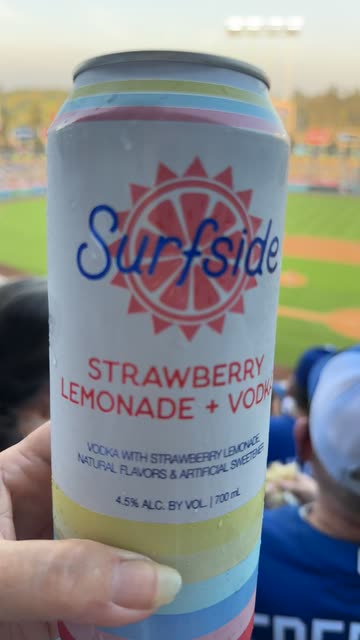 Surfside
STRAWBERRY
LEMONADE + VODKA
VODKA WITH STRAWBERRY LEMONADE,
NATURAL FLAVORS & ARTIFICIAL SWEETENER
4.5% ALC. BY VOL. | 700 mL